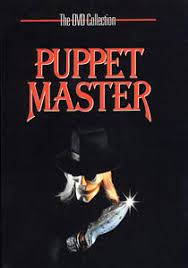 The DVD Collection
PUPPET
MASTER